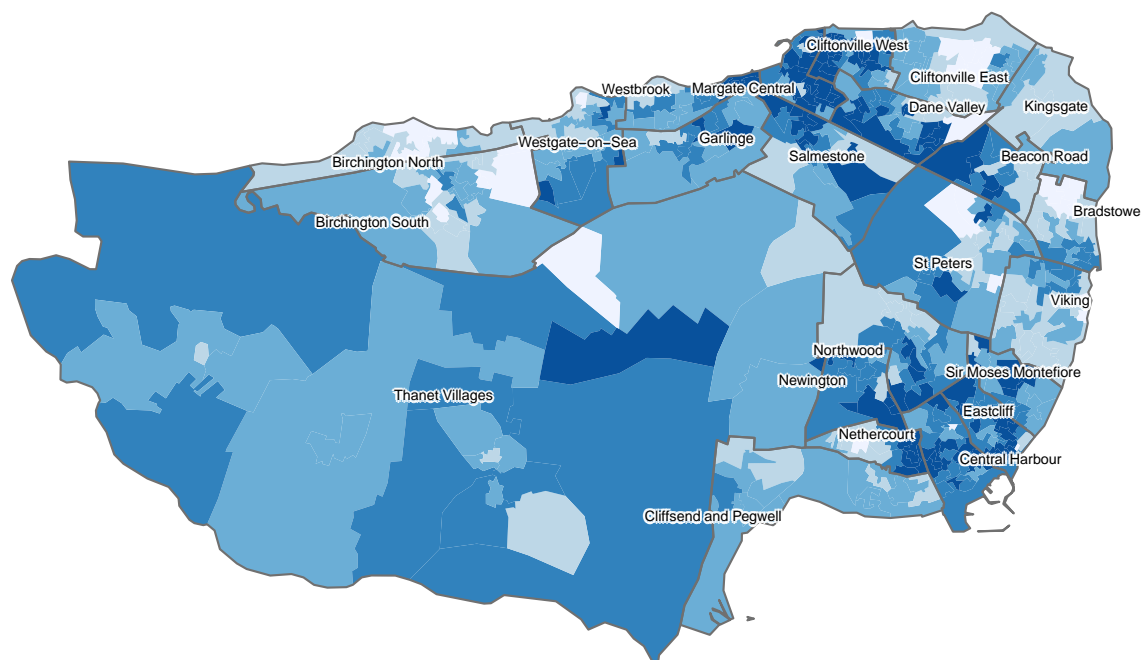 Cliftonville West
Cliftonville East
Westbrook
Margate Central
Dane Valley
Kingsgate
Westgate−on−Sea
Garlinge
Salmestone
Beacon Road
Birchington North
Bradstowe
Birchington South
St Peters
Viking
Northwood
Newington
Sir Moses Montefiore
Thanet Villages
Eastcliff
Nethercourt
Central Harbour
Cliffsend and Pegwell